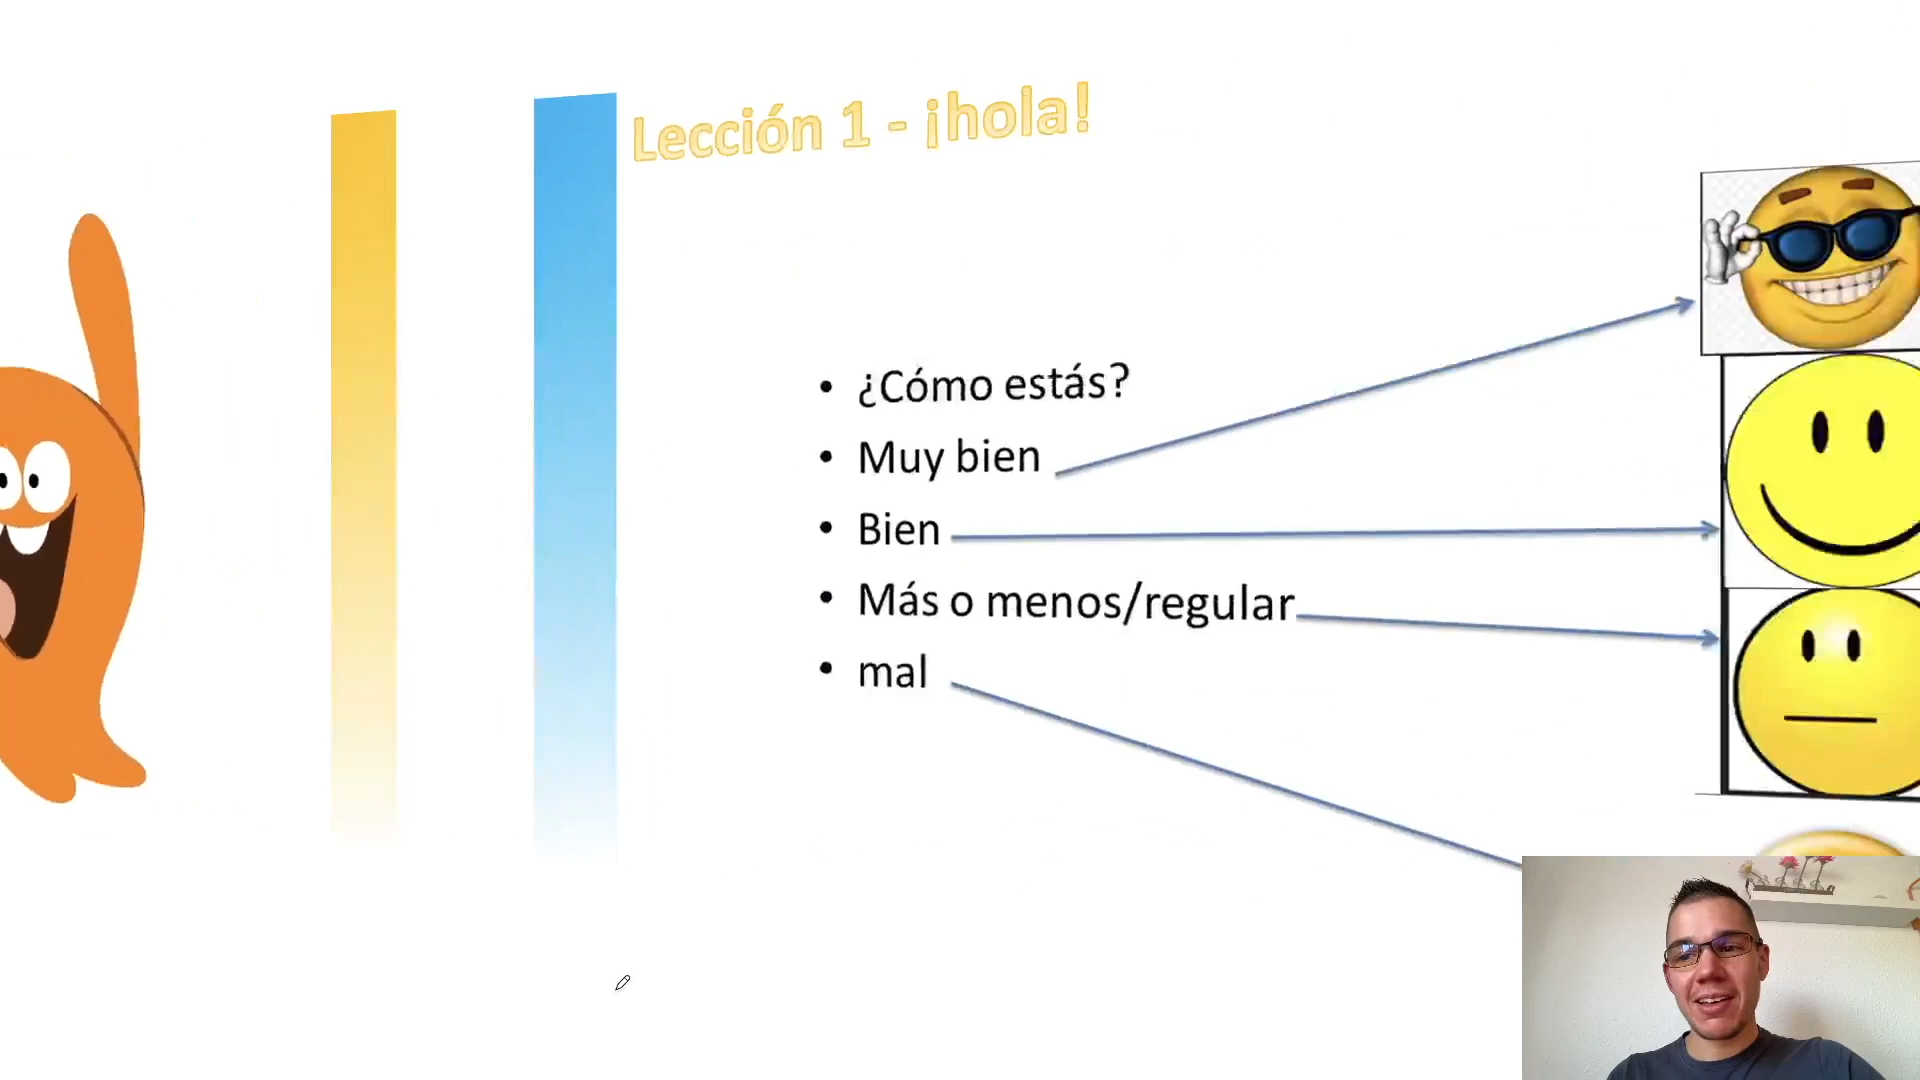 Lección 1 - ¡hola!
¿Cómo estás?
Muy bien
Bien
Más o menos/regular
mal